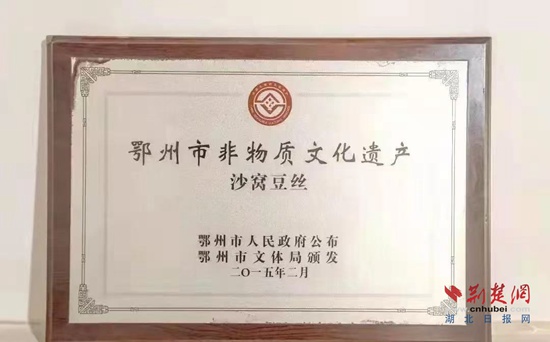 鄂州市非物质文化遗产
沙窝豆丝
鄂州市人民政府公布
鄂州市文体局颁发
二〇一五年二月
荆楚網
cnhubei.com
湖北日报网